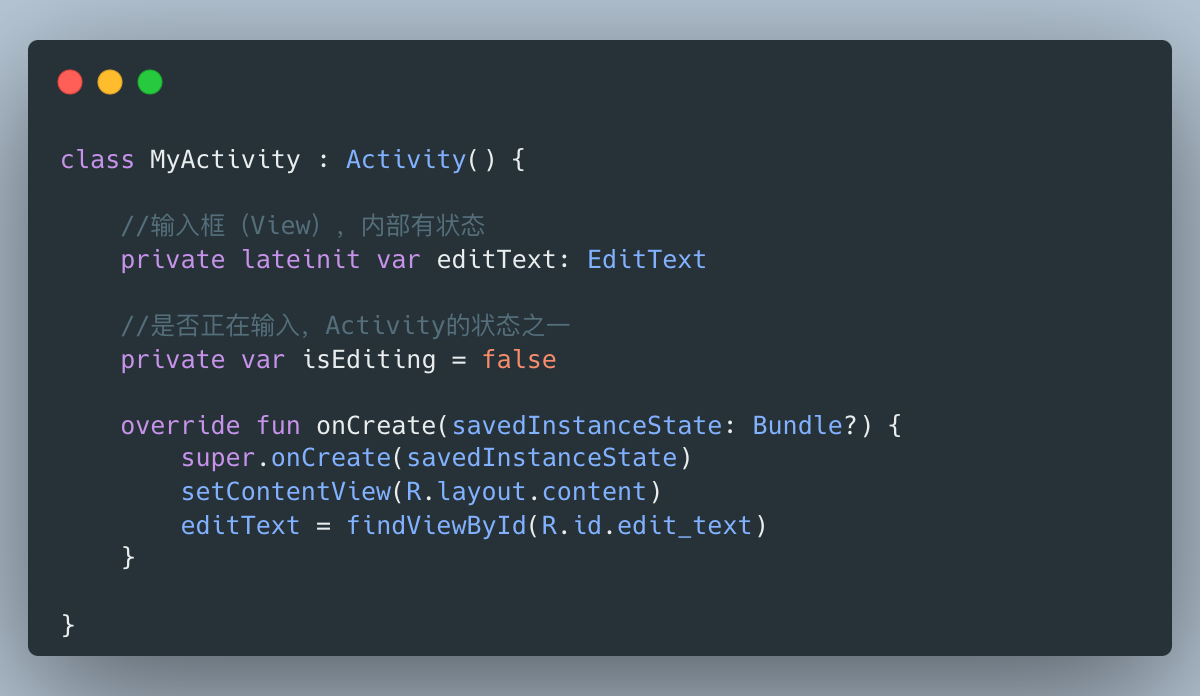 class MyActivity : Activity() {
    //输入框（View），内部有状态
    private lateinit var editText: EditText
    //是否正在输入，Activity的状态之一
    private var isEditing = false
    override fun onCreate(savedInstanceState: Bundle?) {
        super.onCreate(savedInstanceState)
        setContentView(R.layout.content)
        editText = findViewById(R.id.edit_text)
    }
}